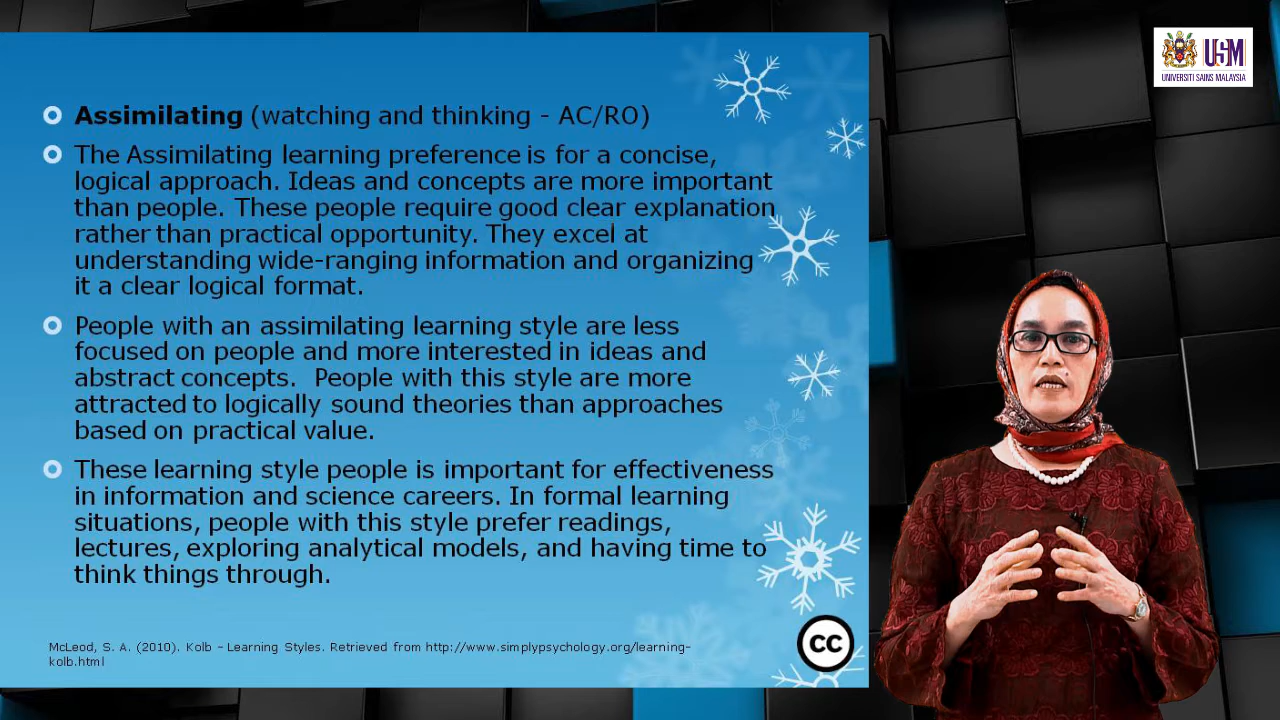 Assimilating (watching and thinking - AC/RO)
The Assimilating learning preference is for a concise,
logical approach. Ideas and concepts are more important
than people. These people require good clear explanation
rather than practical opportunity. They excel at
understanding wide-ranging information and organizing
it a clear logical format.
People with an assimilating learning style are less
focused on people and more interested in ideas and
abstract concepts. People with this style are more
attracted to logically sound theories than approaches
based on practical value.
These learning style people is important for effectiveness
in information and science careers. In formal learning
situations, people with this style prefer readings,
lectures, exploring analytical models, and having time to
think things through.
McLeod, S. A. (2010). Kolb - Learning Styles. Retrieved from http://www.simplypsychology.org/learning-
kolb.html
cc
USM
UNIVERSITI SAINS MALAYSIA